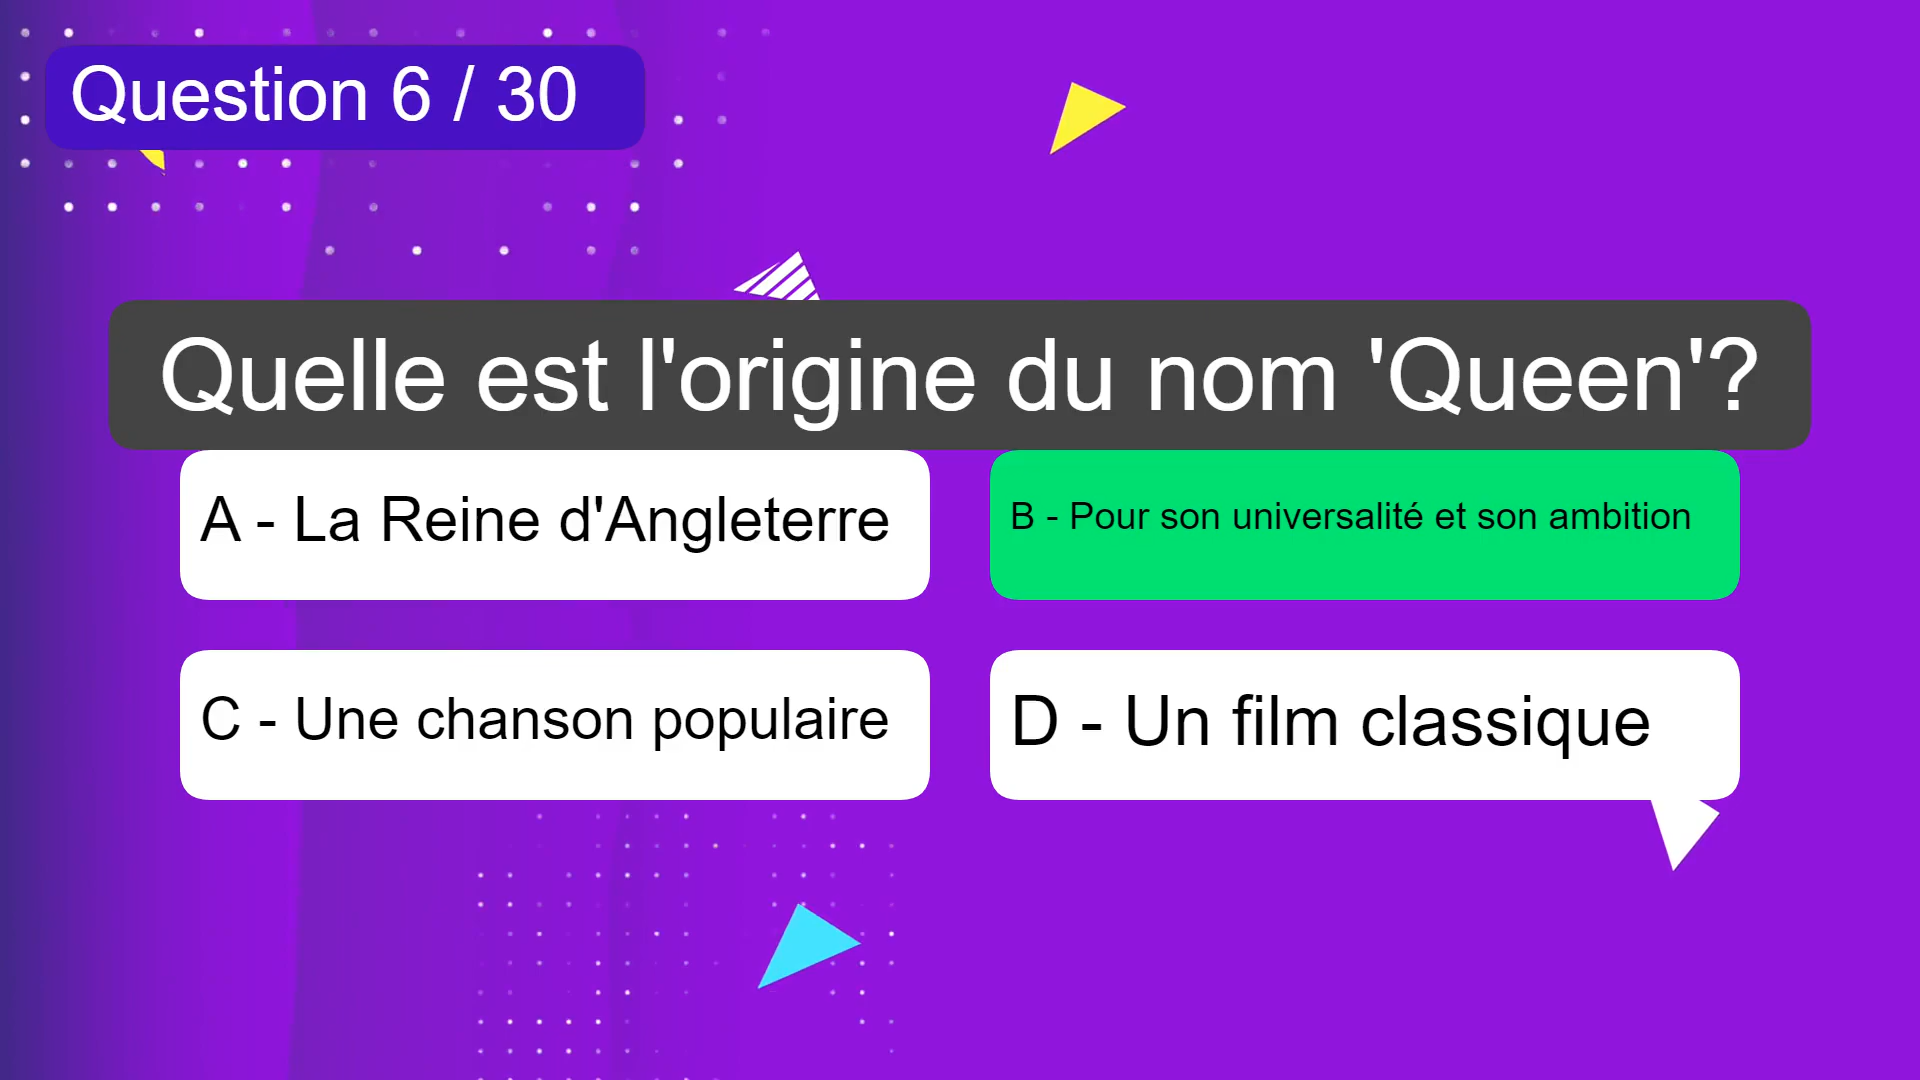 Question 6 / 30
Quelle est l'origine du nom 'Queen'?
A - La Reine d'Angleterre
B - Pour son universalité et son ambition
C - Une chanson populaire
D - Un film classique